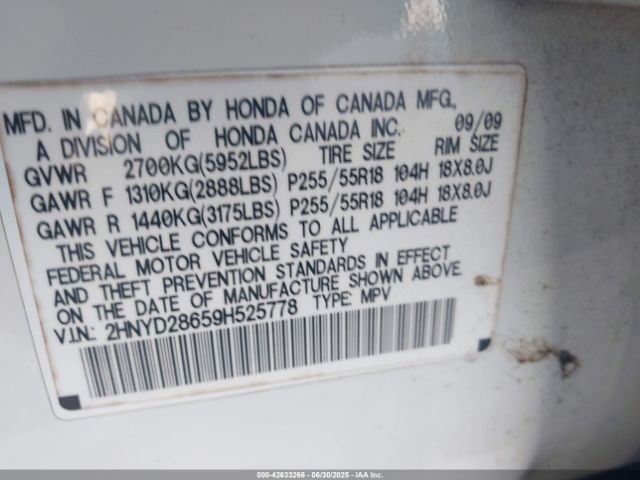 MFD. IN CANADA BY HONDA OF CANADA MFG.,
A DIVISION OF HONDA CANADA INC. 09/09
GVWR 2700KG(5952LBS) TIRE SIZE RIM SIZE
GAWR F 1310KG(2888LBS) P255/55R18 104H 18X8.0J
GAWR R 1440KG(3175LBS) P255/55R18 104H 18X8.0J
THIS VEHICLE CONFORMS TO ALL APPLICABLE
FEDERAL MOTOR VEHICLE SAFETY
AND THEFT PREVENTION STANDARDS IN EFFECT
ON THE DATE OF MANUFACTURE SHOWN ABOVE.
V.I.N.: 2HNYD28659H525778 TYPE: MPV
000-42633266 - 06/30/2025 - IAA Inc.